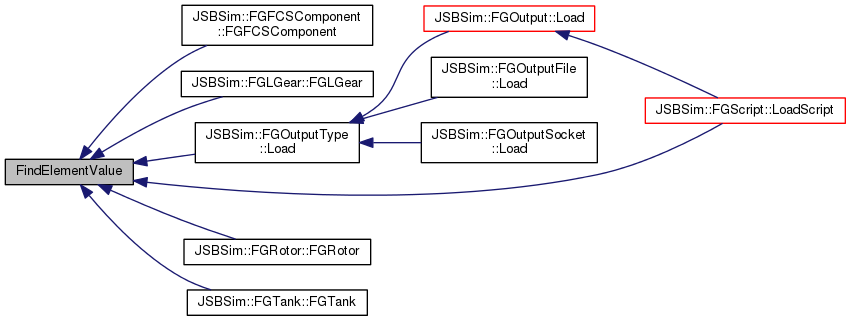 FindElementValue
JSBSim::FGFCSComponent
::FGFCSComponent
JSBSim::FGLGear::FGLGear
JSBSim::FGOutputType
::Load
JSBSim::FGRotor::FGRotor
JSBSim::FGTank::FGTank
JSBSim::FGOutput::Load
JSBSim::FGOutputFile
::Load
JSBSim::FGOutputSocket
::Load
JSBSim::FGScript::LoadScript